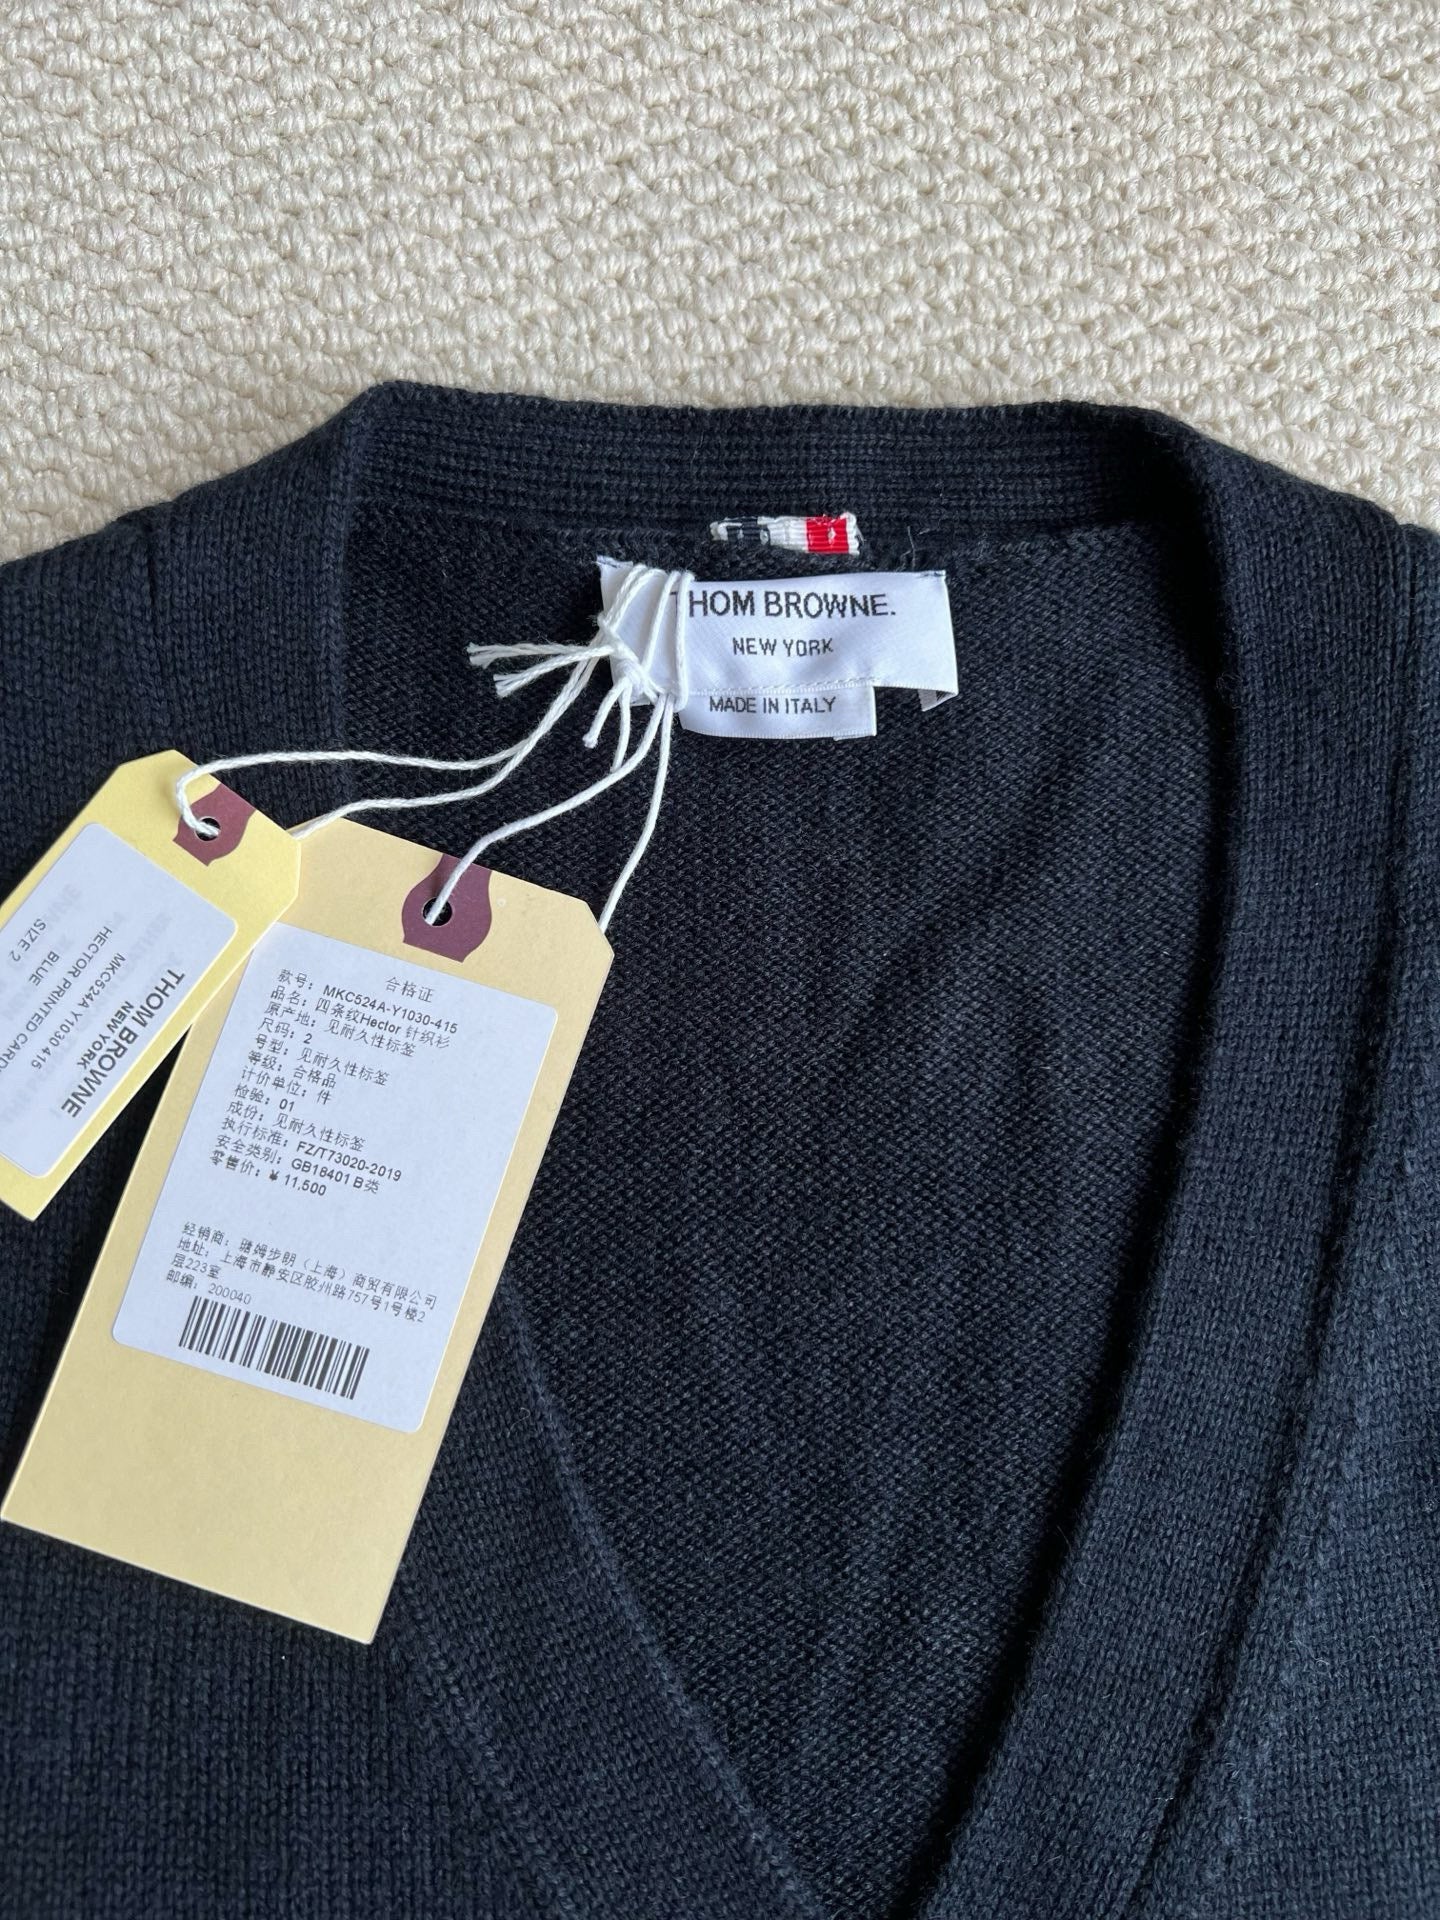 THOM BROWNE.
NEW YORK
MADE IN ITALY
THOM BROWNE
NEW YORK
MKC524A-Y1030-415
HECTOR PRINTED CARD
BLUE
SIZE 2
合格证
款号：MKC524A-Y1030-415
品名：四条纹Hector 针织衫
原产地：见耐久性标签
尺码：2
号型：见耐久性标签
等级：合格品
计价单位：件
检验：01
成份：见耐久性标签
执行标准：FZ/T73020-2019
安全类别：GB18401 B类
零售价：¥ 11,500
经销商：瑃姆步朗（上海）商贸有限公司
地址：上海市静安区胶州路757号1号楼2
层223室
邮编：200040